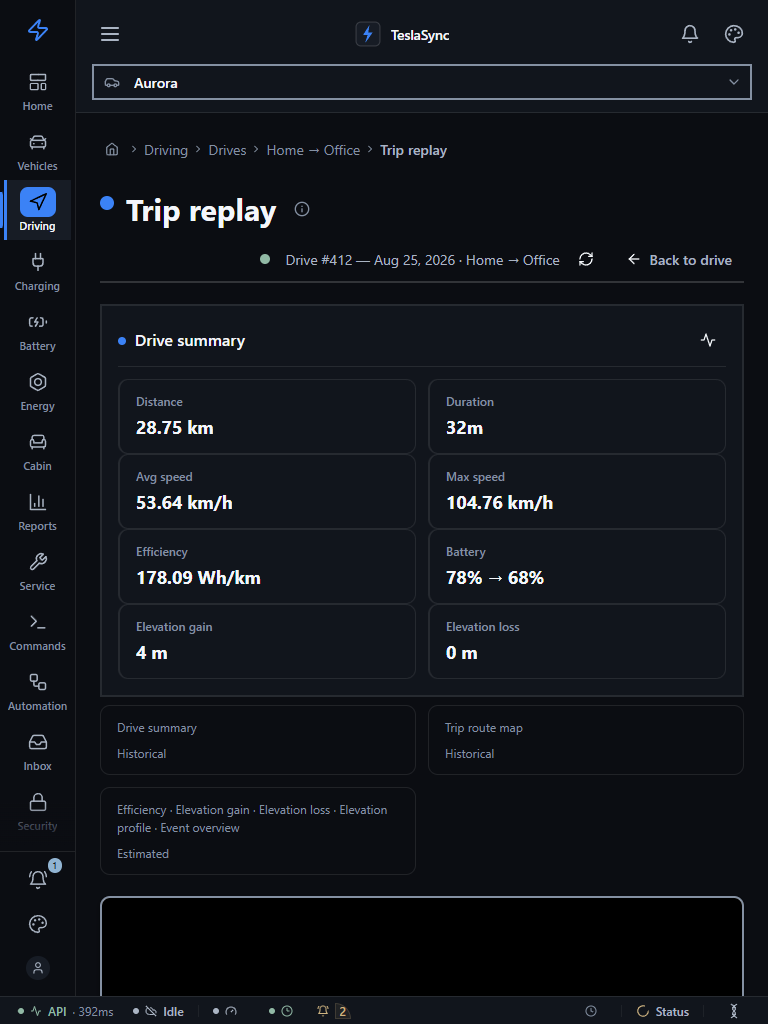 TeslaSync
Aurora
Home
Vehicles
Driving
Charging
Battery
Energy
Cabin
Reports
Service
Commands
Automation
Inbox
Security
1
Driving Drives Home → Office Trip replay
Trip replay
Drive #412 — Aug 25, 2026 · Home → Office
Back to drive
Drive summary
Distance
28.75 km
Duration
32m
Avg speed
53.64 km/h
Max speed
104.76 km/h
Efficiency
178.09 Wh/km
Battery
78% → 68%
Elevation gain
4 m
Elevation loss
0 m
Drive summary
Historical
Trip route map
Historical
Efficiency · Elevation gain · Elevation loss · Elevation
profile · Event overview
Estimated
API · 392ms Idle 2 Status